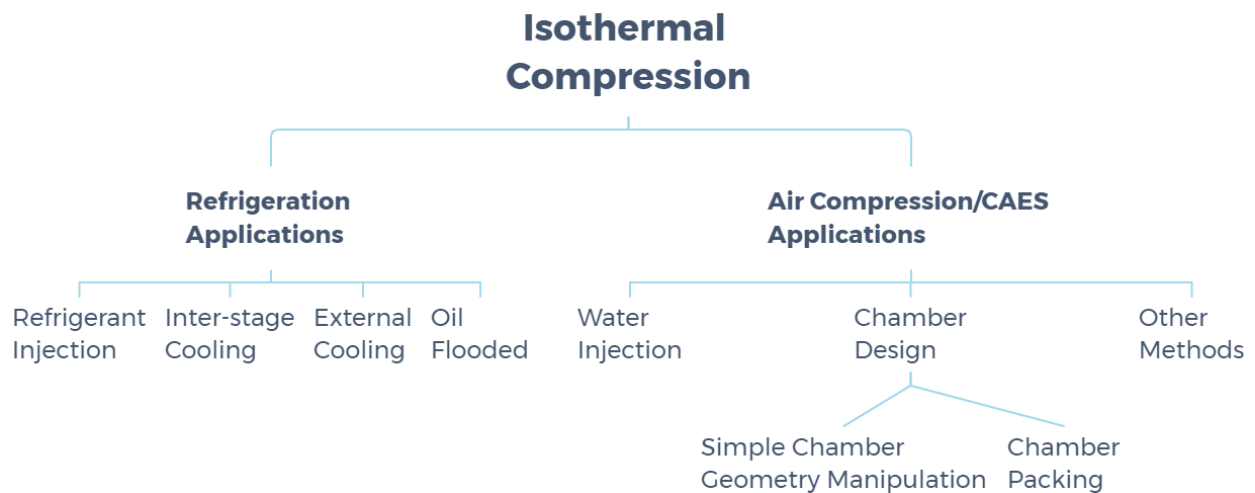 Isothermal
Compression
Refrigeration
Applications
Air Compression/CAES
Applications
Refrigerant
Injection
Inter-stage
Cooling
External
Cooling
Oil
Flooded
Water
Injection
Chamber
Design
Other
Methods
Simple Chamber
Geometry Manipulation
Chamber
Packing